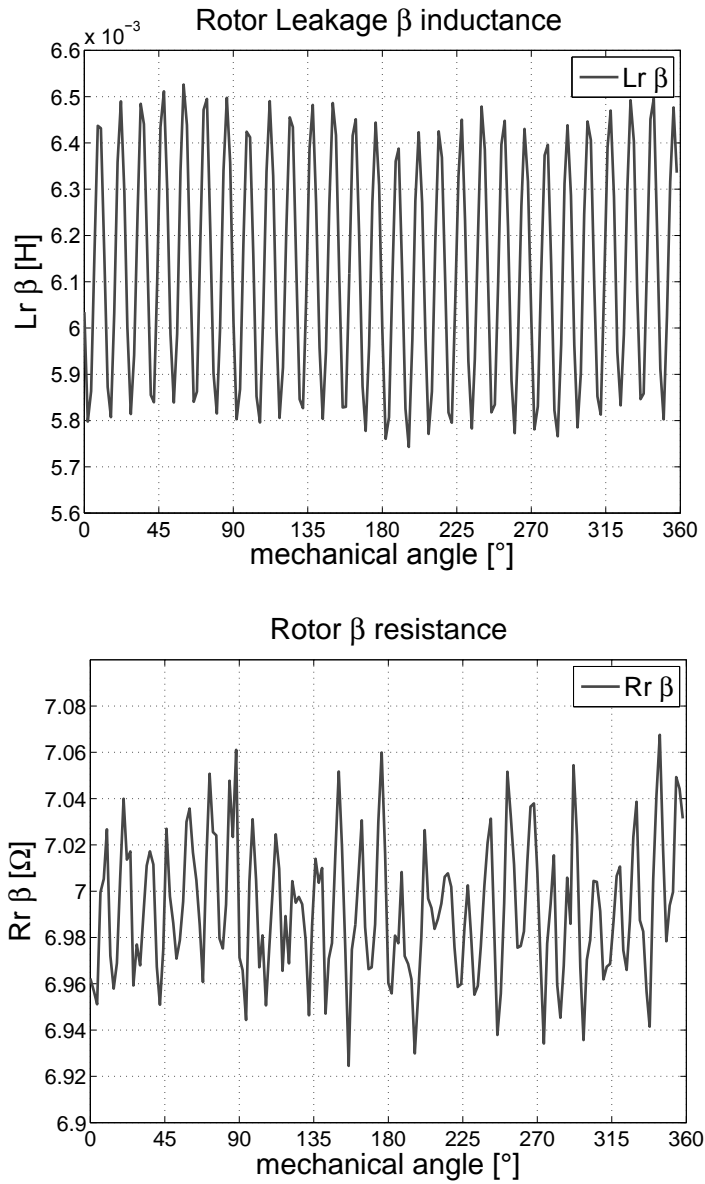 Rotor Leakage β inductance
x 10⁻³
6.6
6.5
6.4
6.3
6.2
6.1
6
5.9
5.8
5.7
5.6
Lr β [H]
Lr β
0 45 90 135 180 225 270 315 360
mechanical angle [°]
Rotor β resistance
7.08
7.06
7.04
7.02
7
6.98
6.96
6.94
6.92
6.9
Rr β [Ω]
Rr β
0 45 90 135 180 225 270 315 360
mechanical angle [°]